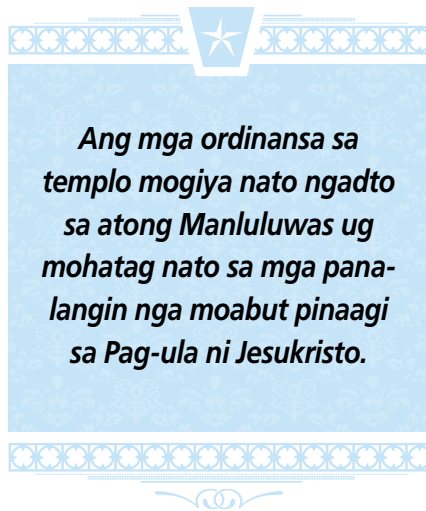 Ang mga ordinansa sa
templo mogiya nato ngadto
sa atong Manluluwas ug
mohatag nato sa mga pana-
langin nga moabut pinaagi
sa Pag-ula ni Jesukristo.